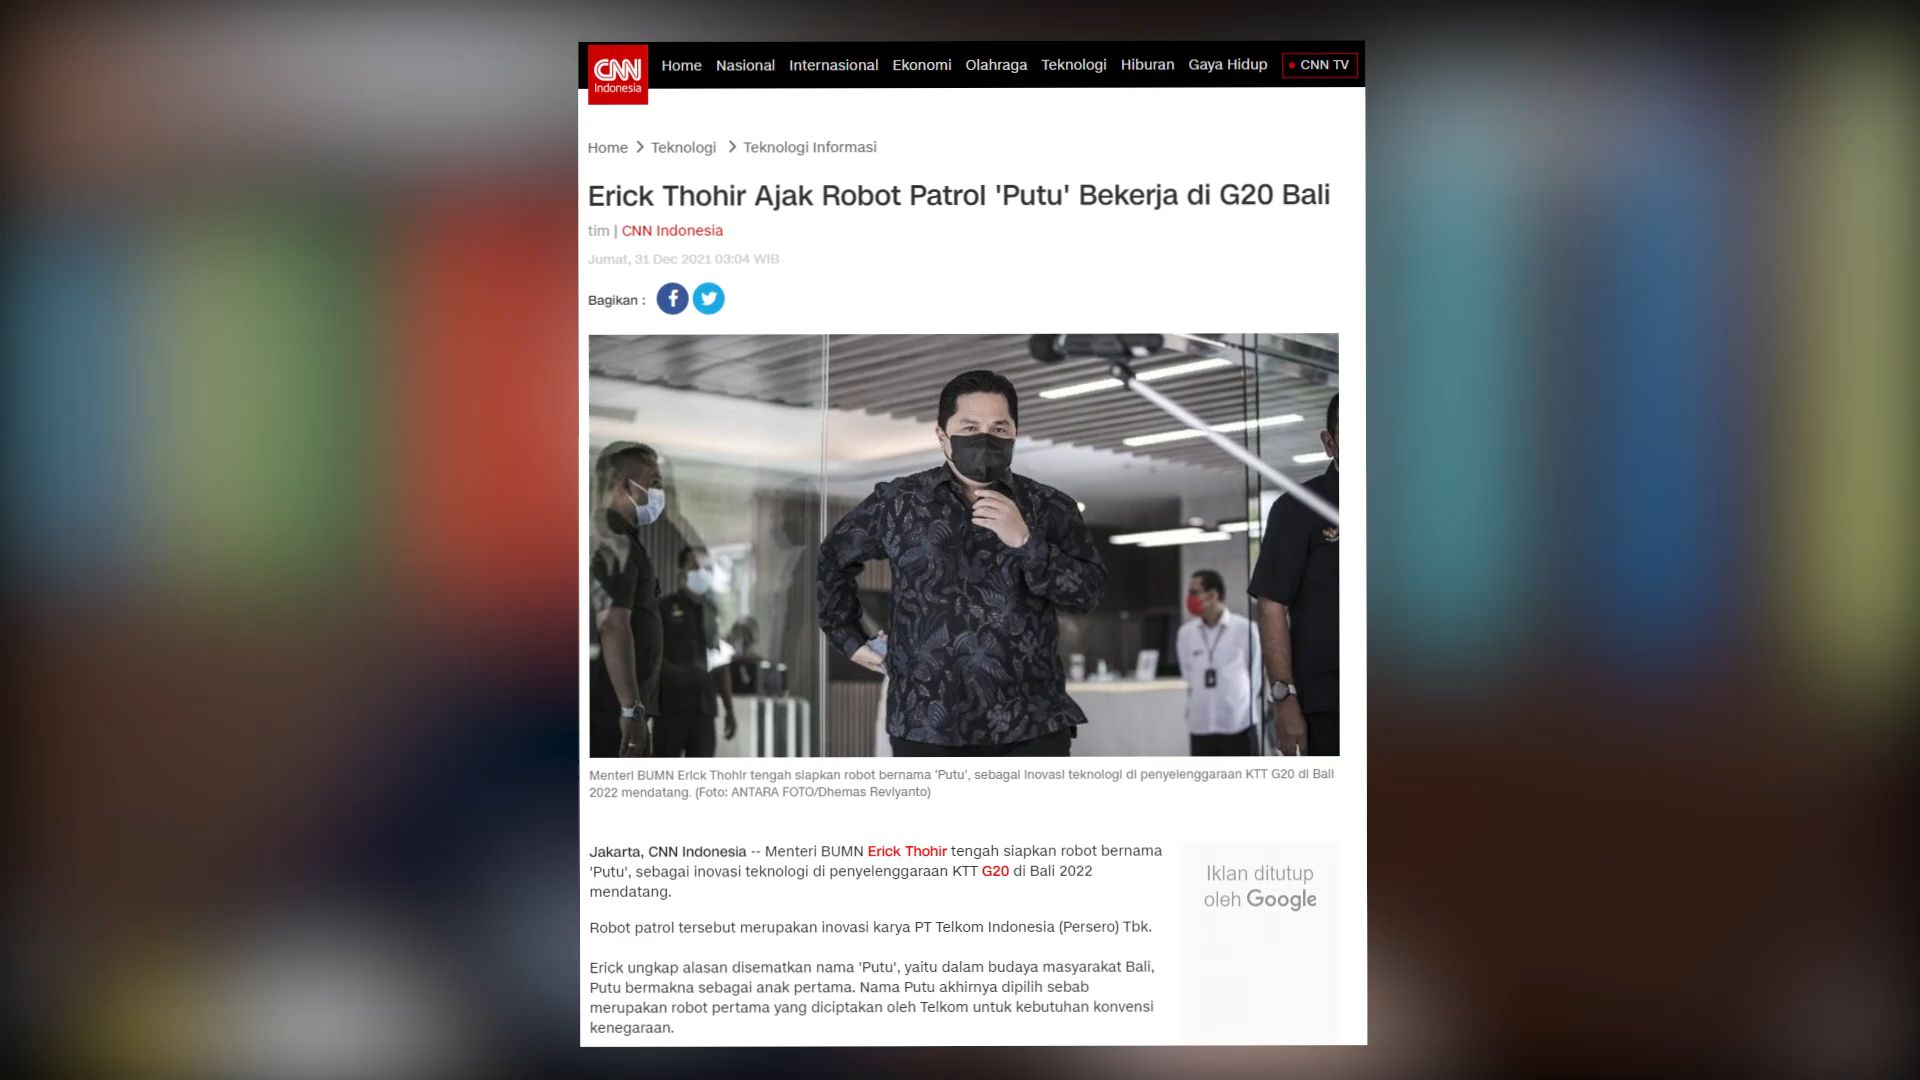 CNN Indonesia
Home Nasional Internasional Ekonomi Olahraga Teknologi Hiburan Gaya Hidup CNN TV
Home > Teknologi > Teknologi Informasi
Erick Thohir Ajak Robot Patrol 'Putu' Bekerja di G20 Bali
tim | CNN Indonesia
Jumat, 31 Dec 2021 03:04 WIB
Bagikan :
Menteri BUMN Erick Thohir tengah siapkan robot bernama 'Putu', sebagai inovasi teknologi di penyelenggaraan KTT G20 di Bali
2022 mendatang. (Foto: ANTARA FOTO/Dhemas Reviyanto)
Jakarta, CNN Indonesia -- Menteri BUMN Erick Thohir tengah siapkan robot bernama
'Putu', sebagai inovasi teknologi di penyelenggaraan KTT G20 di Bali 2022
mendatang.
Robot patrol tersebut merupakan inovasi karya PT Telkom Indonesia (Persero) Tbk.
Erick ungkap alasan disematkan nama 'Putu', yaitu dalam budaya masyarakat Bali,
Putu bermakna sebagai anak pertama. Nama Putu akhirnya dipilih sebab
merupakan robot pertama yang diciptakan oleh Telkom untuk kebutuhan konvensi
kenegaraan.
Iklan ditutup
oleh Google